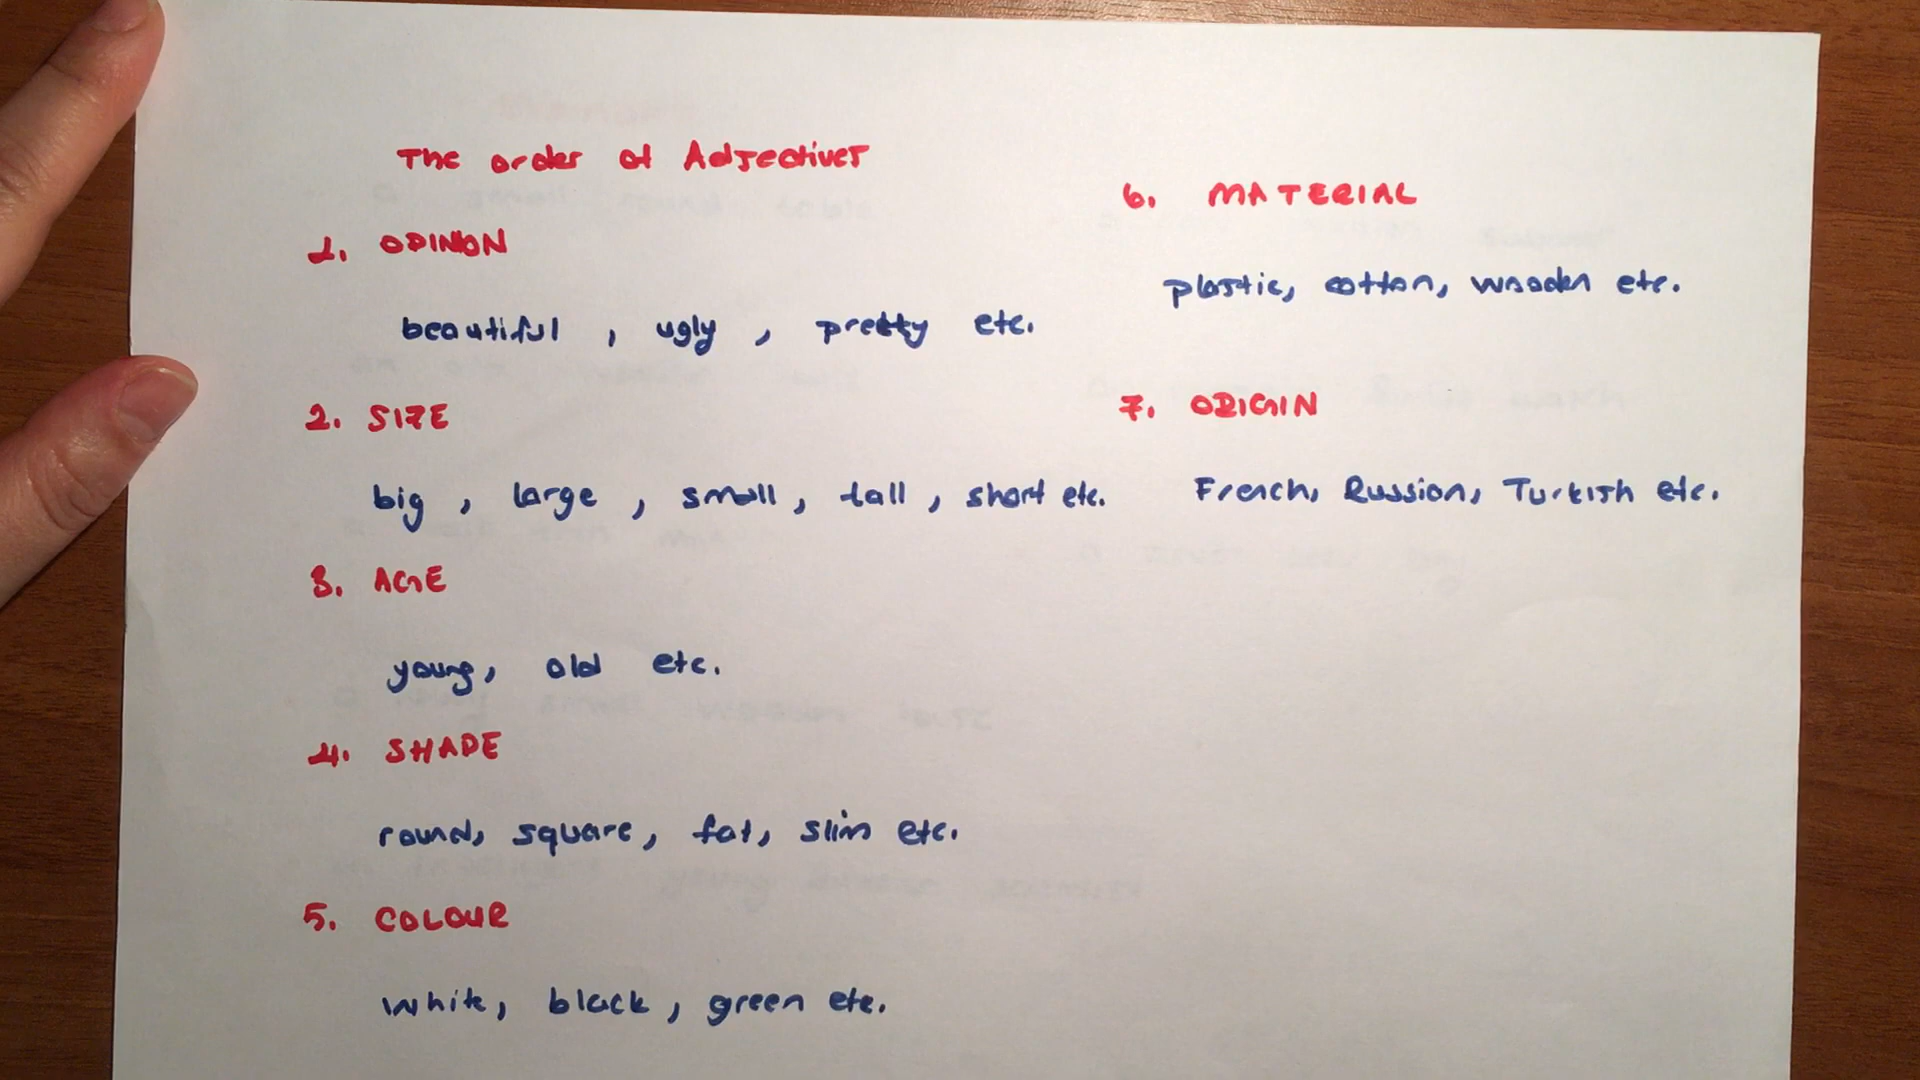 The order of Adjectives
1. OPINION
beautiful, ugly, pretty etc.
2. SIZE
big, large, small, tall, short etc.
3. AGE
young, old etc.
4. SHAPE
round, square, fat, slim etc.
5. COLOUR
white, black, green etc.
6. MATERIAL
plastic, cotton, wooden etc.
7. ORIGIN
French, Russion, Turkish etc.